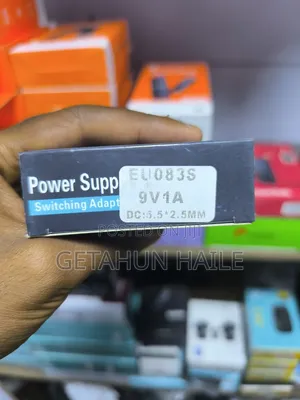 Power Supp
Switching Adapt
EU083S
9V1A
DC:5.5*2.5MM
GETAHUN HAILE